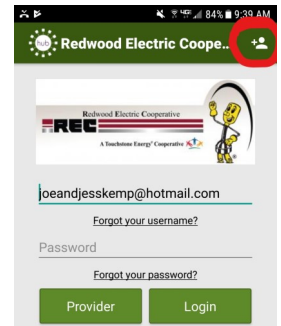 84% 9:39 AM
hub Redwood Electric Coope..
Redwood Electric Cooperative
REC
A Touchstone Energy® Cooperative
joeandjesskemp@hotmail.com
Forgot your username?
Password
Forgot your password?
Provider Login